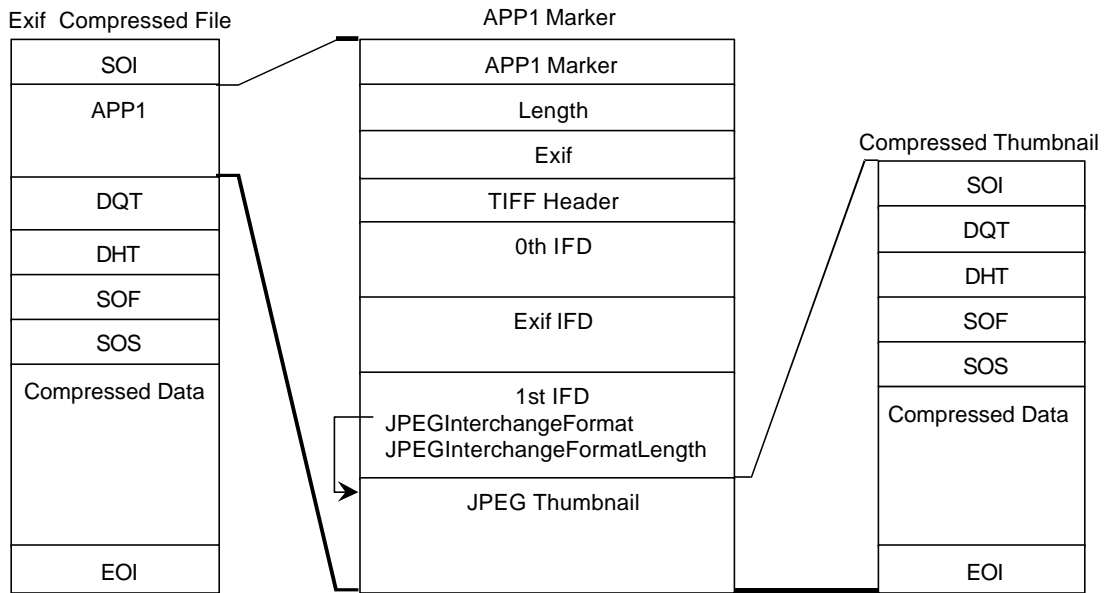 Exif Compressed File
SOI
APP1
DQT
DHT
SOF
SOS
Compressed Data
EOI
APP1 Marker
APP1 Marker
Length
Exif
TIFF Header
0th IFD
Exif IFD
1st IFD
JPEGInterchangeFormat
JPEGInterchangeFormatLength
JPEG Thumbnail
Compressed Thumbnail
SOI
DQT
DHT
SOF
SOS
Compressed Data
EOI